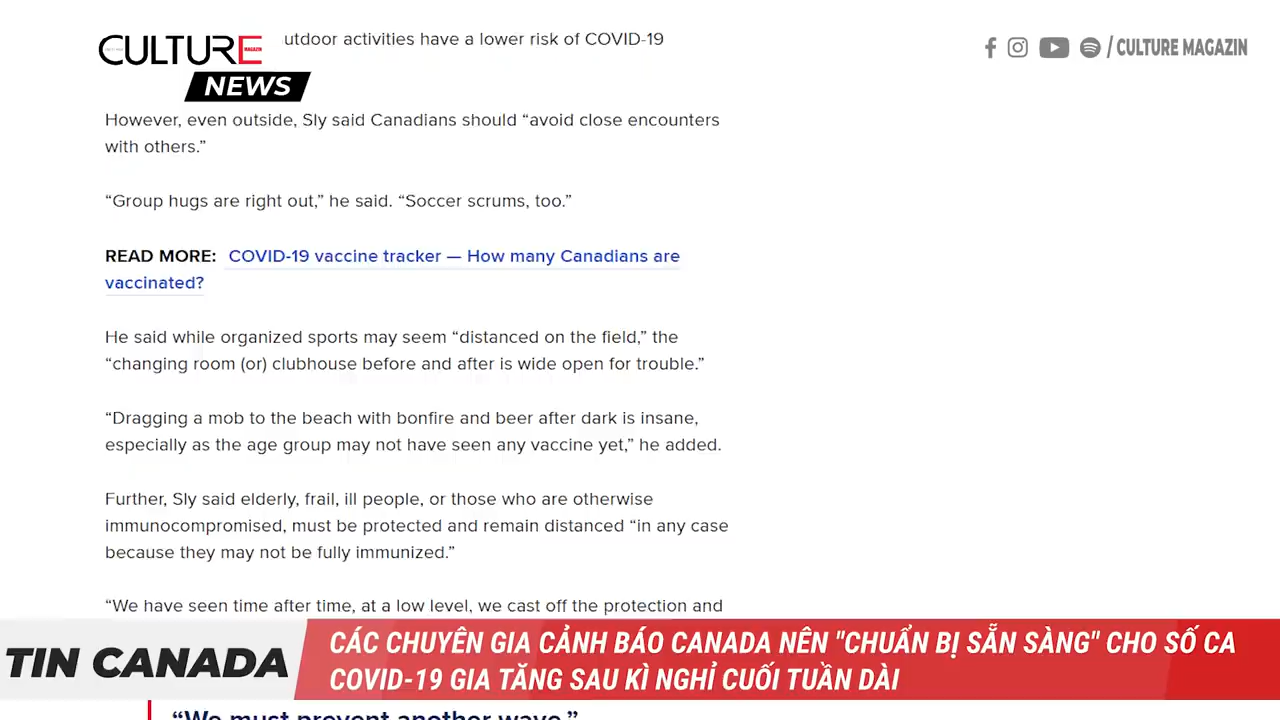 CULTURE MAGAZIN
NEWS
utdoor activities have a lower risk of COVID-19
/ CULTURE MAGAZIN
However, even outside, Sly said Canadians should “avoid close encounters
with others.”
“Group hugs are right out,” he said. “Soccer scrums, too.”
READ MORE: COVID-19 vaccine tracker — How many Canadians are
vaccinated?
He said while organized sports may seem “distanced on the field,” the
“changing room (or) clubhouse before and after is wide open for trouble.”
“Dragging a mob to the beach with bonfire and beer after dark is insane,
especially as the age group may not have seen any vaccine yet,” he added.
Further, Sly said elderly, frail, ill people, or those who are otherwise
immunocompromised, must be protected and remain distanced “in any case
because they may not be fully immunized.”
“We have seen time after time, at a low level, we cast off the protection and
TIN CANADA
CÁC CHUYÊN GIA CẢNH BÁO CANADA NÊN "CHUẨN BỊ SẴN SÀNG" CHO SỐ CA
COVID-19 GIA TĂNG SAU KÌ NGHỈ CUỐI TUẦN DÀI
“We must prevent another wave.”